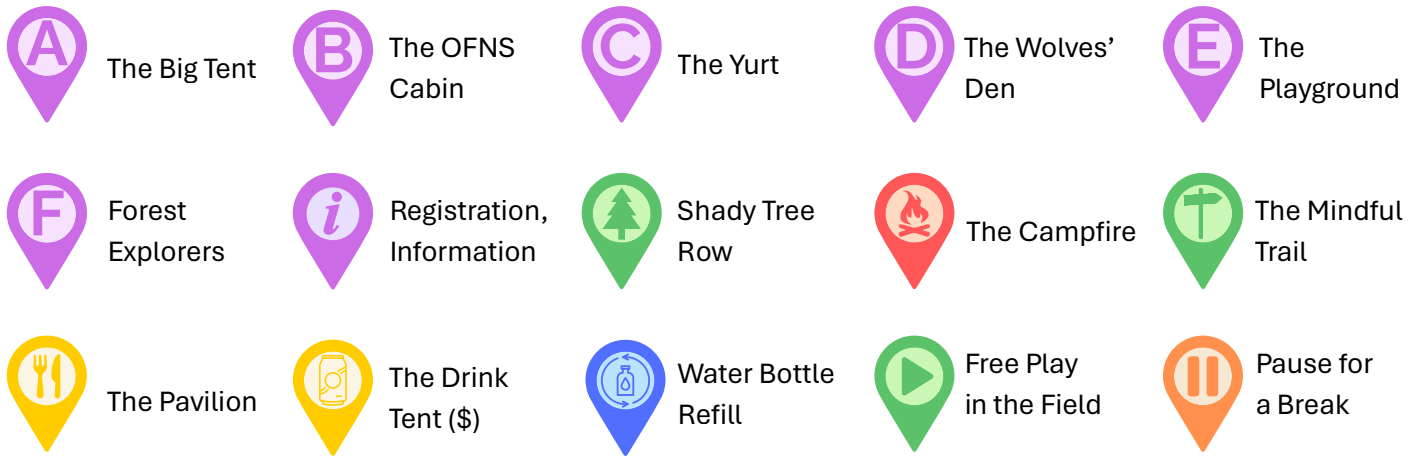 A
The Big Tent
B
The OFNS
Cabin
C
The Yurt
D
The Wolves’
Den
E
The
Playground
F
Forest
Explorers
i
Registration,
Information
Shady Tree
Row
The Campfire
The Mindful
Trail
The Pavilion
The Drink
Tent ($)
Water Bottle
Refill
Free Play
in the Field
Pause for
a Break